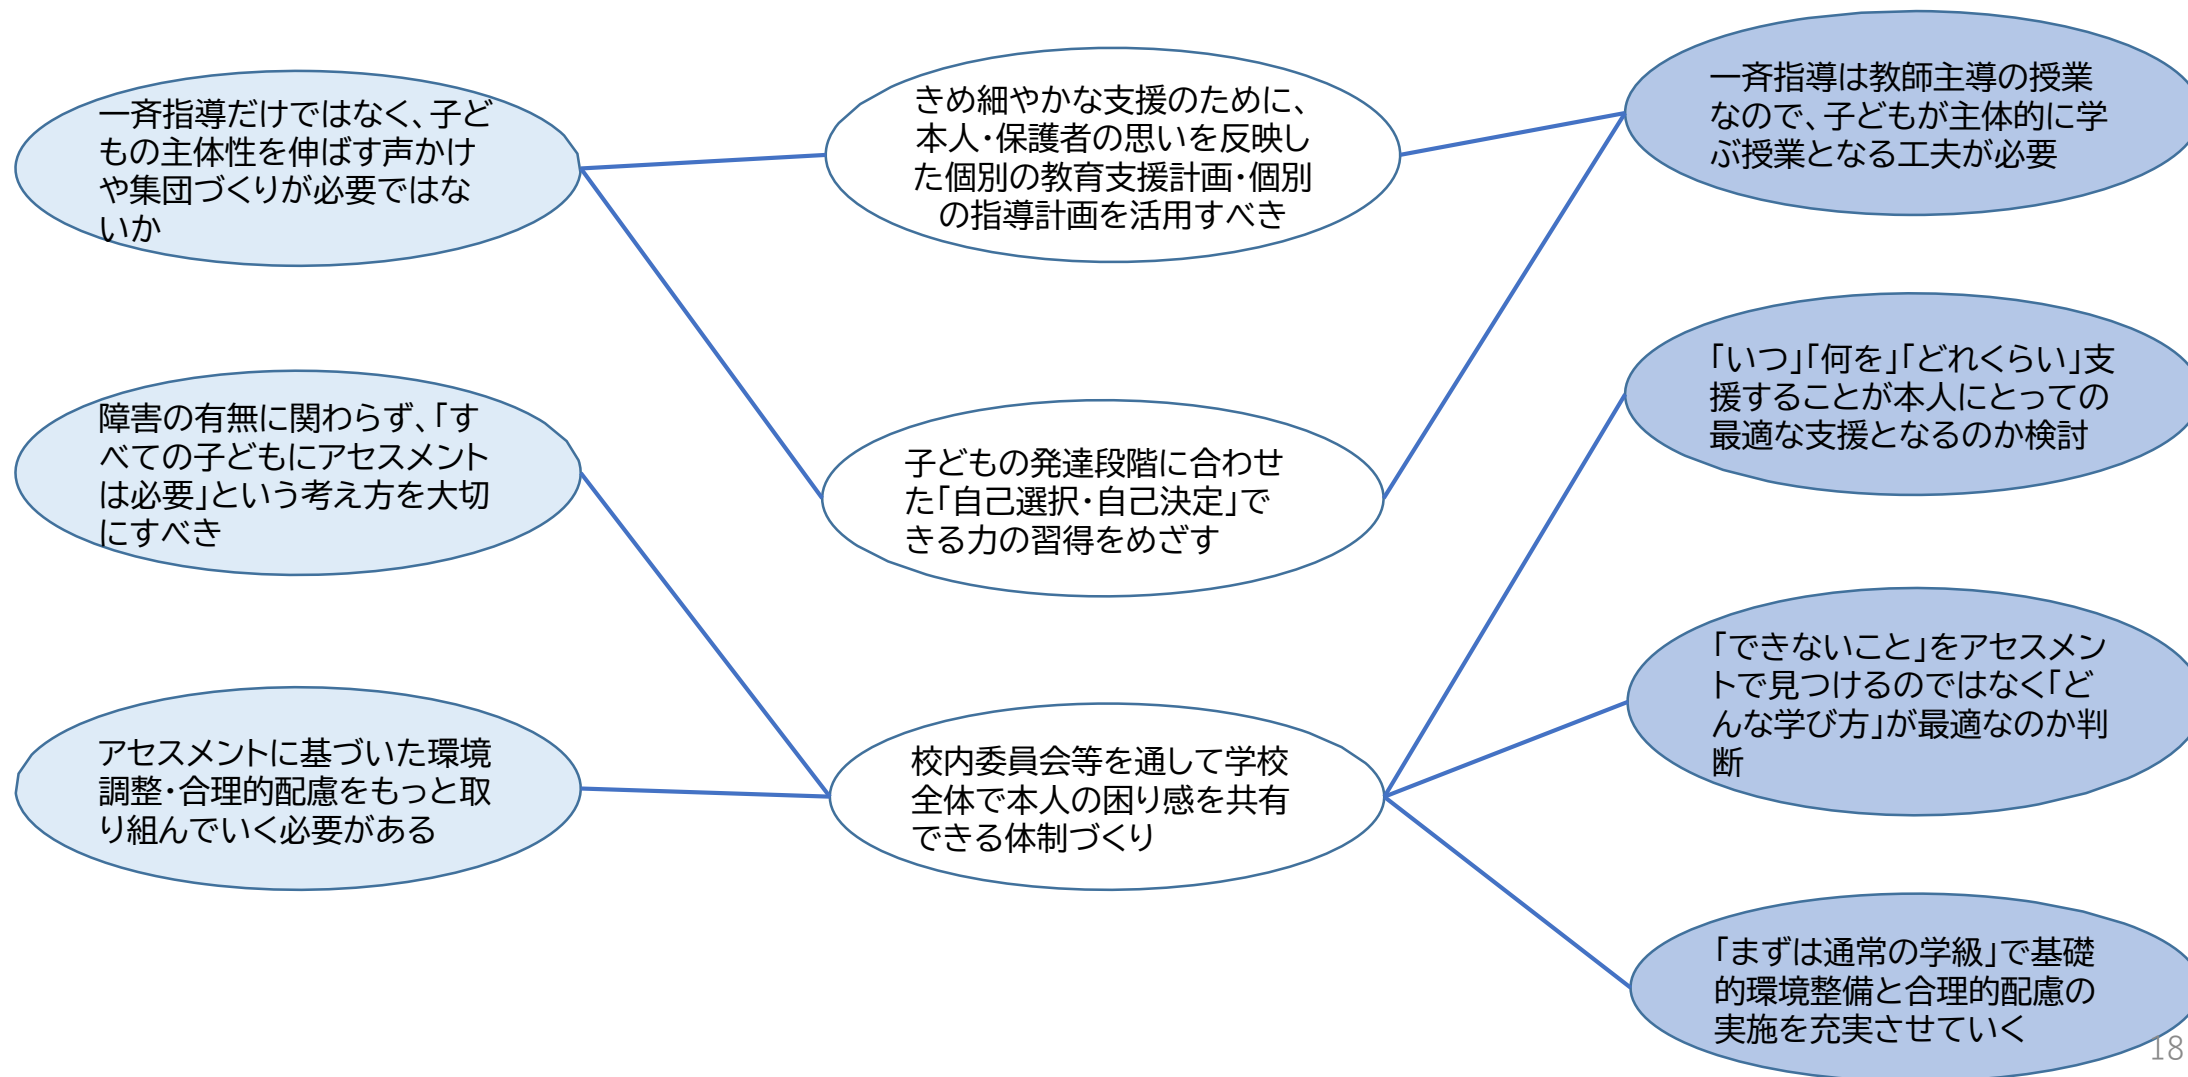 一斉指導だけではなく、子ど
もの主体性を伸ばす声かけ
や集団づくりが必要ではな
いか
障害の有無に関わらず、「す
べての子どもにアセスメント
は必要」という考え方を大切
にすべき
アセスメントに基づいた環境
調整・合理的配慮をもっと取
り組んでいく必要がある
きめ細やかな支援のために、
本人・保護者の思いを反映し
た個別の教育支援計画・個別
の指導計画を活用すべき
子どもの発達段階に合わせ
た「自己選択・自己決定」で
きる力の習得をめざす
校内委員会等を通して学校
全体で本人の困り感を共有
できる体制づくり
一斉指導は教師主導の授業
なので、子どもが主体的に学
ぶ授業となる工夫が必要
「いつ」「何を」「どれくらい」支
援することが本人にとっての
最適な支援となるのか検討
「できないこと」をアセスメン
トで見つけるのではなく「ど
んな学び方」が最適なのか判
断
「まずは通常の学級」で基礎
的環境整備と合理的配慮の
実施を充実させていく
18